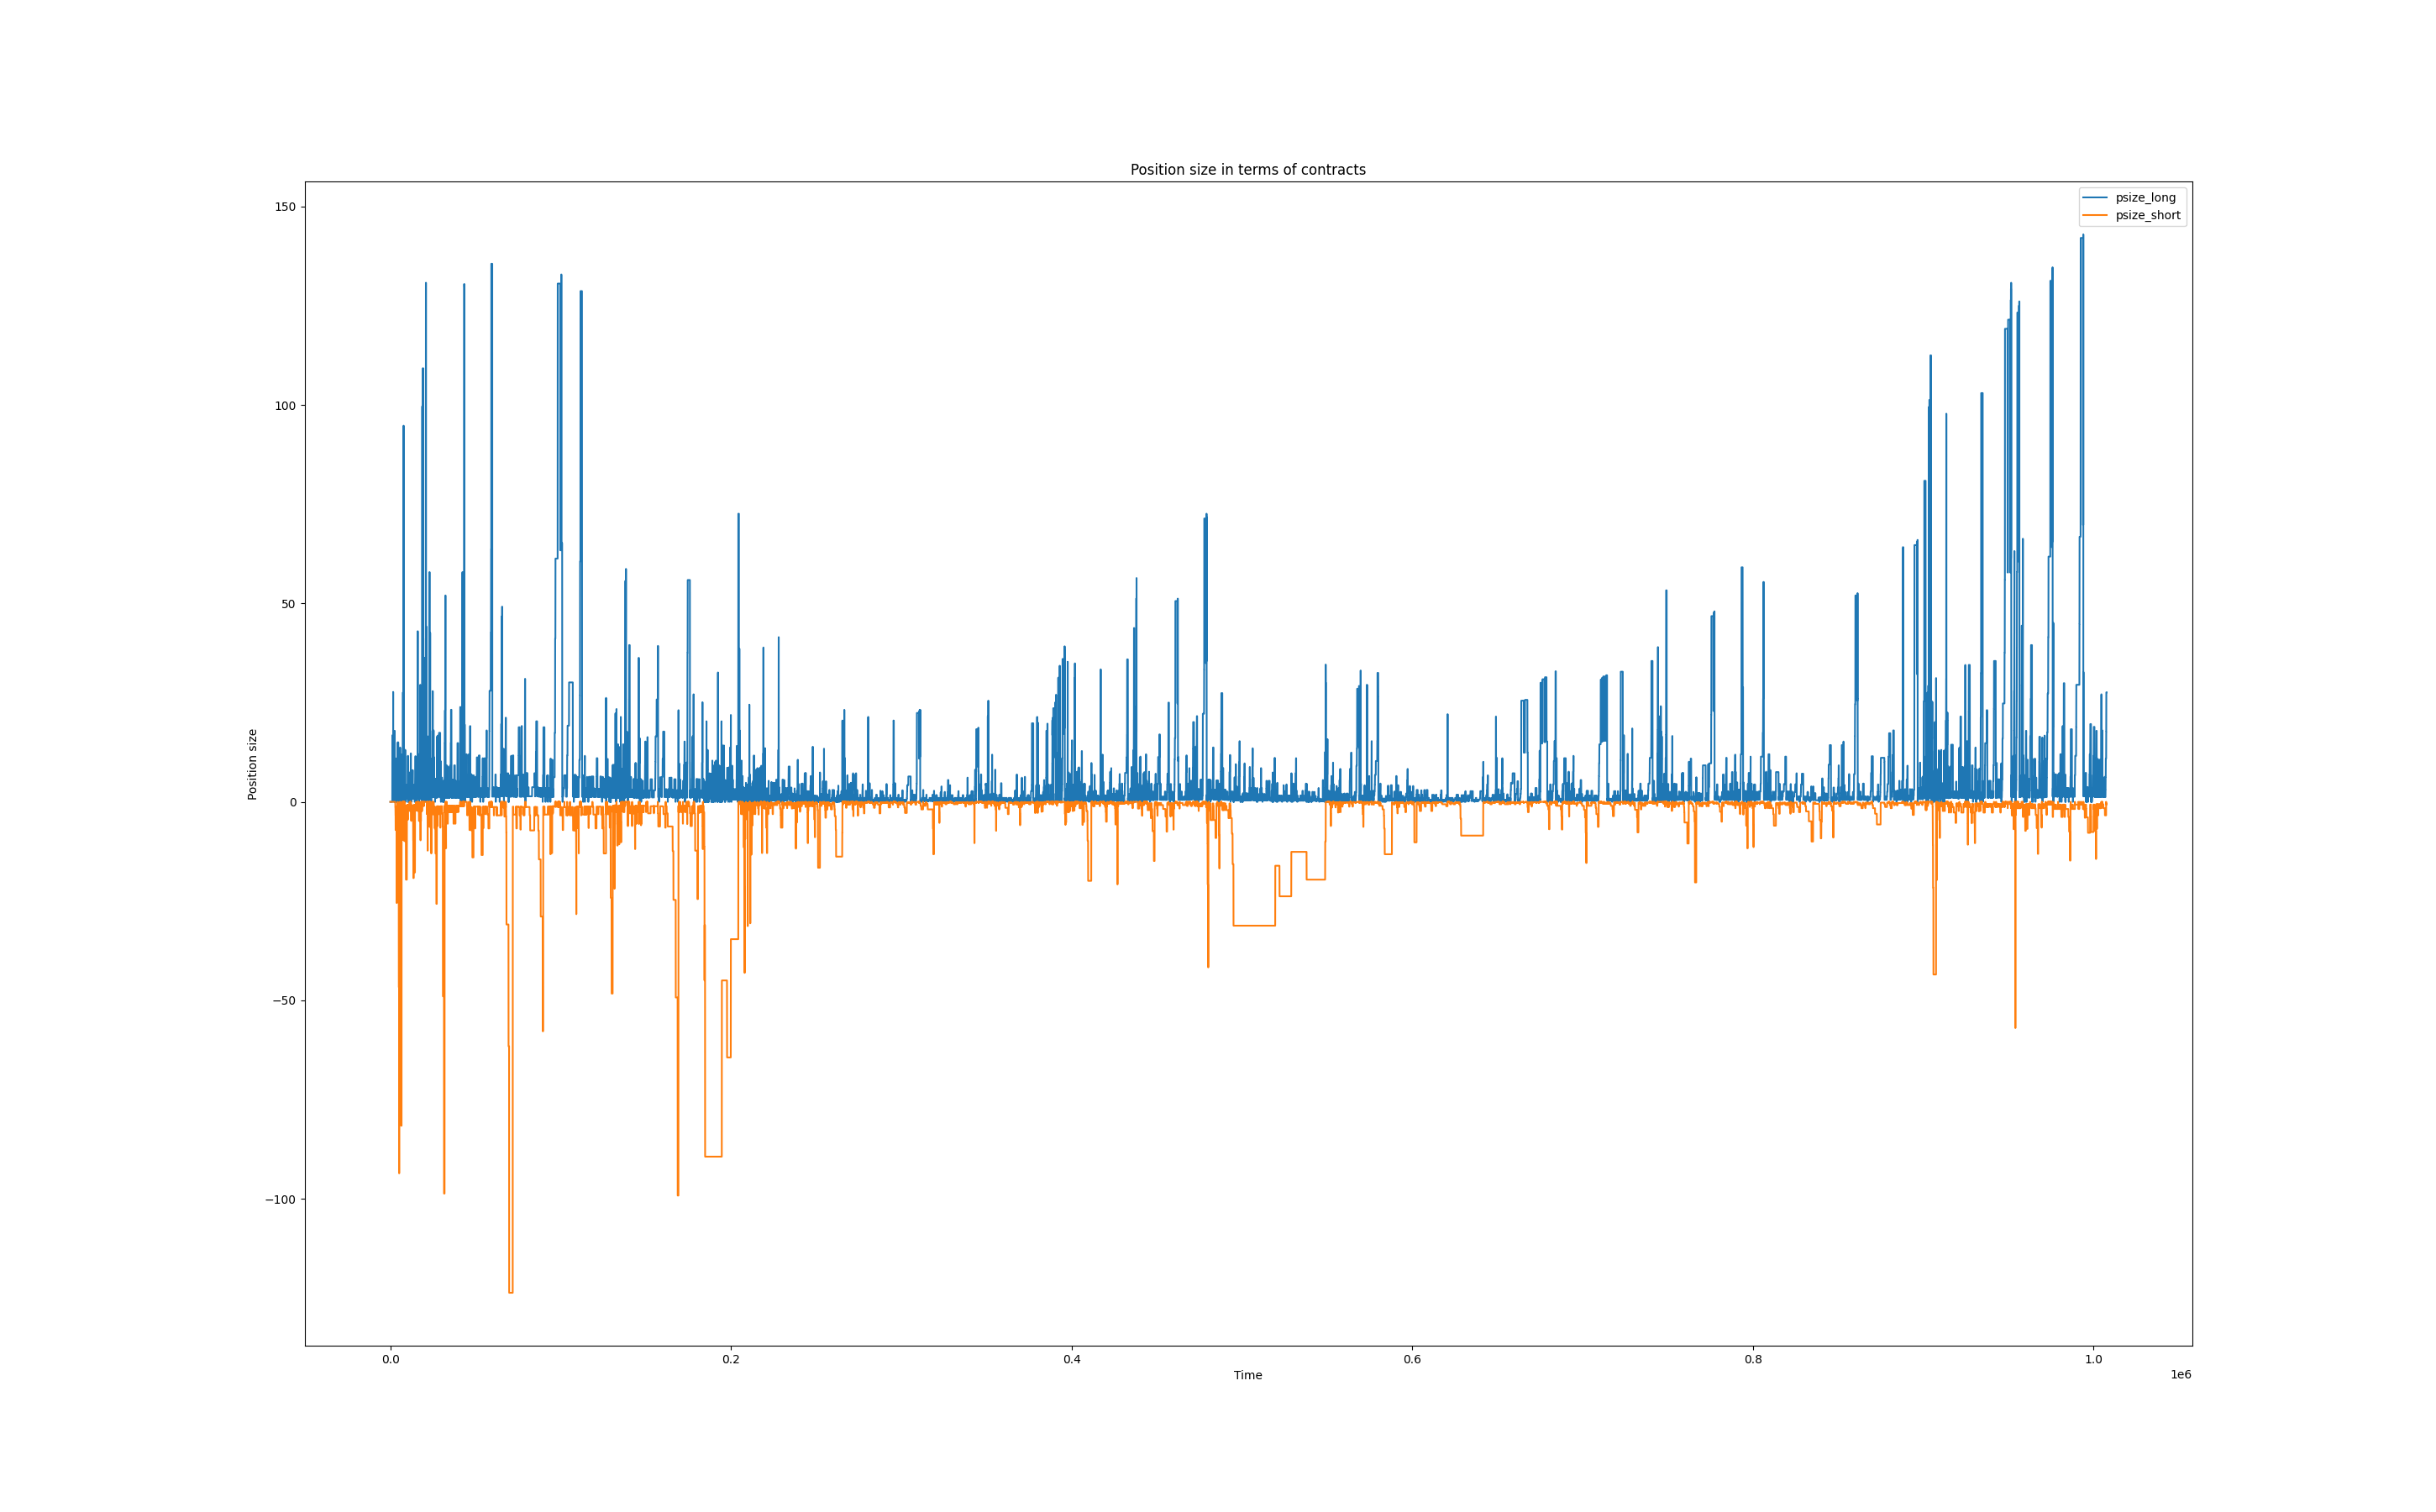 Position size in terms of contracts
psize_long
psize_short
150
100
50
0
−50
−100
Position size
0.0
0.2
0.4
0.6
0.8
1.0
Time
1e6